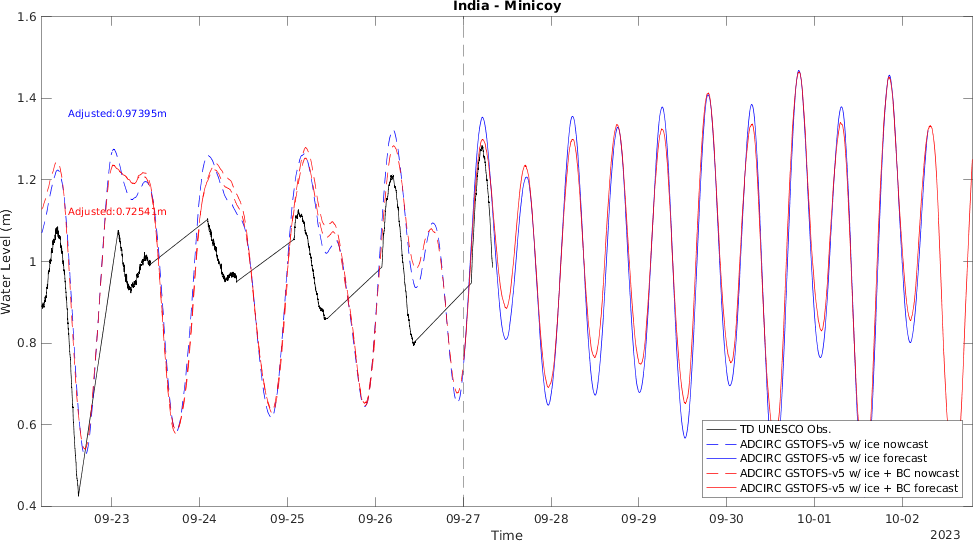 India - Minicoy
1.6
1.4
1.2
1
0.8
0.6
0.4
Water Level (m)
Adjusted:0.97395m
Adjusted:0.72541m
TD UNESCO Obs.
ADCIRC GSTOFS-v5 w/ ice nowcast
ADCIRC GSTOFS-v5 w/ ice forecast
ADCIRC GSTOFS-v5 w/ ice + BC nowcast
ADCIRC GSTOFS-v5 w/ ice + BC forecast
09-23 09-24 09-25 09-26 09-27 09-28 09-29 09-30 10-01 10-02
Time
2023